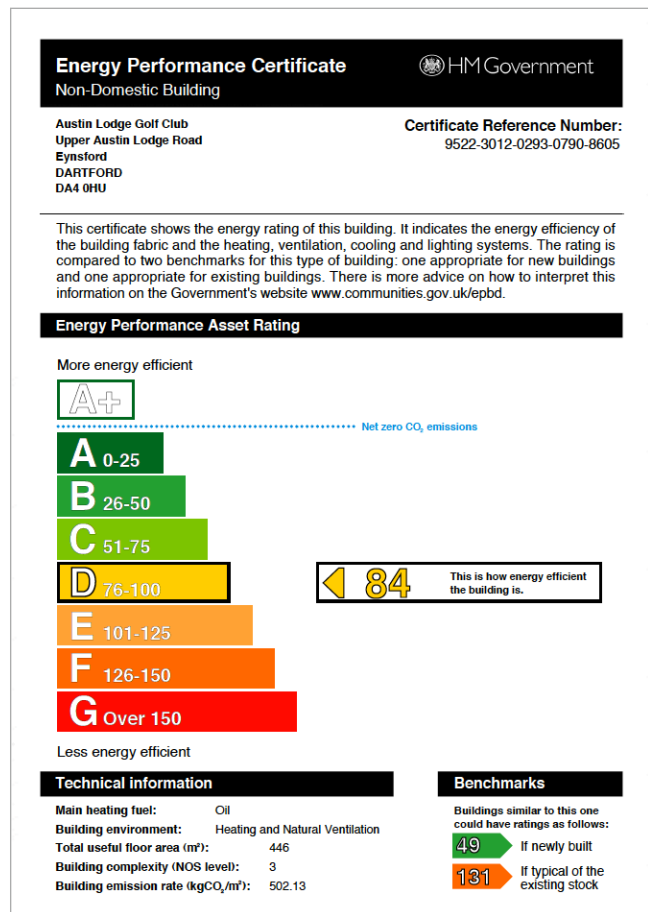 Energy Performance Certificate
HM Government
Non-Domestic Building
Austin Lodge Golf Club
Upper Austin Lodge Road
Eynsford
DARTFORD
DA4 0HU
Certificate Reference Number:
9522-3012-0293-0790-8605
This certificate shows the energy rating of this building. It indicates the energy efficiency of
the building fabric and the heating, ventilation, cooling and lighting systems. The rating is
compared to two benchmarks for this type of building: one appropriate for new buildings
and one appropriate for existing buildings. There is more advice on how to interpret this
information on the Government's website www.communities.gov.uk/epbd.
Energy Performance Asset Rating
More energy efficient
A+
Net zero CO₂ emissions
A 0-25
B 26-50
C 51-75
D 76-100
84
This is how energy efficient
the building is.
E 101-125
F 126-150
G Over 150
Less energy efficient
Technical information
Main heating fuel: Oil
Building environment: Heating and Natural Ventilation
Total useful floor area (m²): 446
Building complexity (NOS level): 3
Building emission rate (kgCO₂/m²): 502.13
Benchmarks
Buildings similar to this one
could have ratings as follows:
49 If newly built
131 If typical of the
existing stock